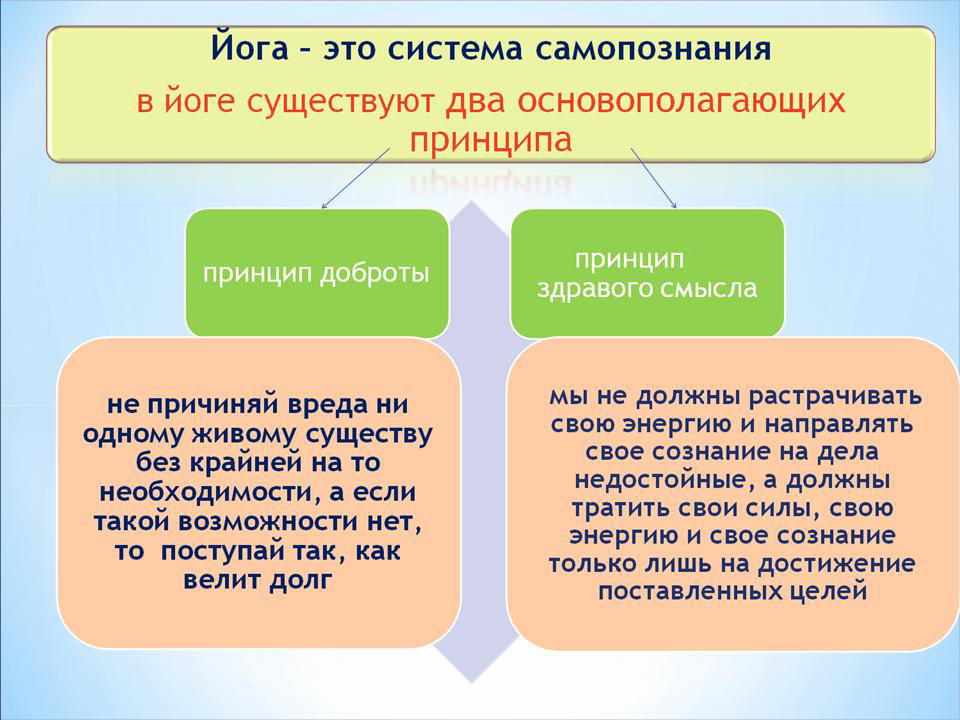 Йога – это система самопознания
в йоге существуют два основополагающих
принципа
принцип доброты
принцип
здравого смысла
не причиняй вреда ни
одному живому существу
без крайней на то
необходимости, а если
такой возможности нет,
то поступай так, как
велит долг
мы не должны растрачивать
свою энергию и направлять
свое сознание на дела
недостойные, а должны
тратить свои силы, свою
энергию и свое сознание
только лишь на достижение
поставленных целей